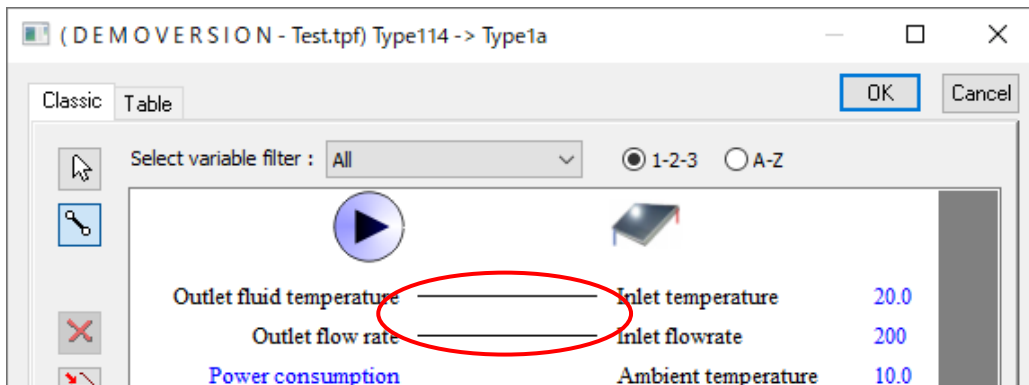 ( D E M O V E R S I O N - Test.tpf) Type114 -> Type1a
Classic Table OK Cancel
Select variable filter : All 1-2-3 A-Z
Outlet fluid temperature Inlet temperature 20.0
Outlet flow rate Inlet flowrate 200
Power consumption Ambient temperature 10.0